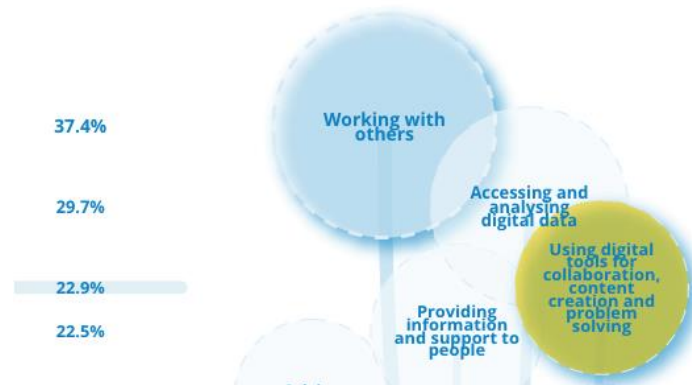 37.4%
Working with
others
29.7%
Accessing and
analysing
digital data
22.9%
Using digital
tools for
collaboration,
content
creation and
problem
solving
22.5%
Providing
information
and support to
people